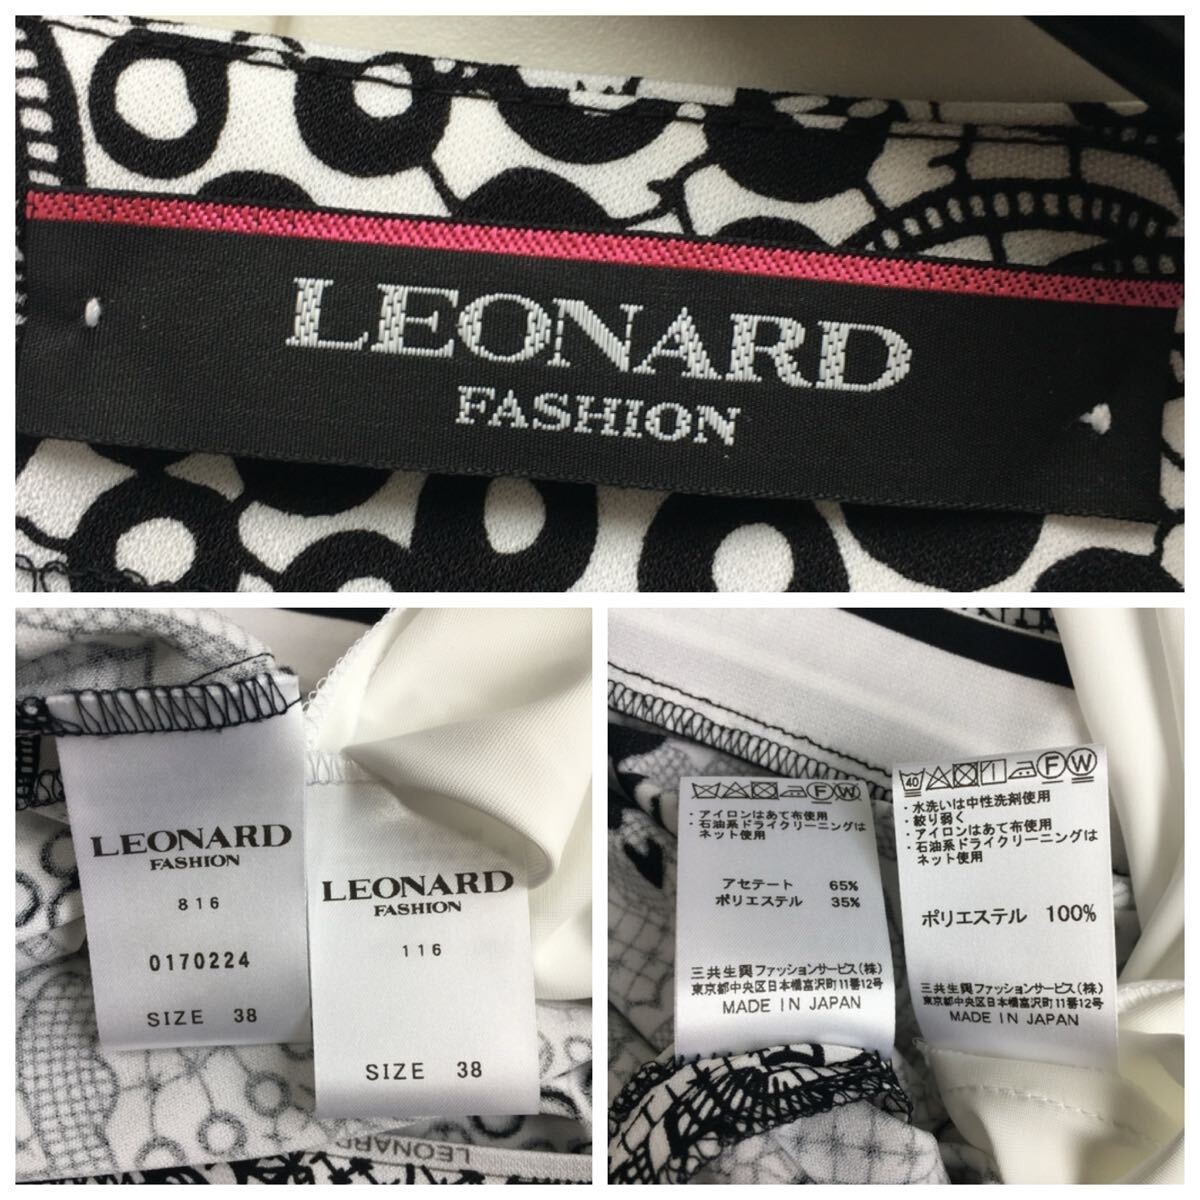 LEONARD
FASHION
LEONARD
FASHION
816
0170224
SIZE 38
LEONARD
FASHION
116
SIZE 38
LEONARD
・アイロンはあて布使用
・石油系ドライクリーニングは
ネット使用
アセテート 65%
ポリエステル 35%
三共生興ファッションサービス(株)
東京都中央区日本橋富沢町11番12号
MADE IN JAPAN
40
F
W
・水洗いは中性洗剤使用
・絞り弱く
・アイロンはあて布使用
・石油系ドライクリーニングは
ネット使用
ポリエステル 100%
三共生興ファッションサービス(株)
東京都中央区日本橋富沢町11番12号
MADE IN JAPAN